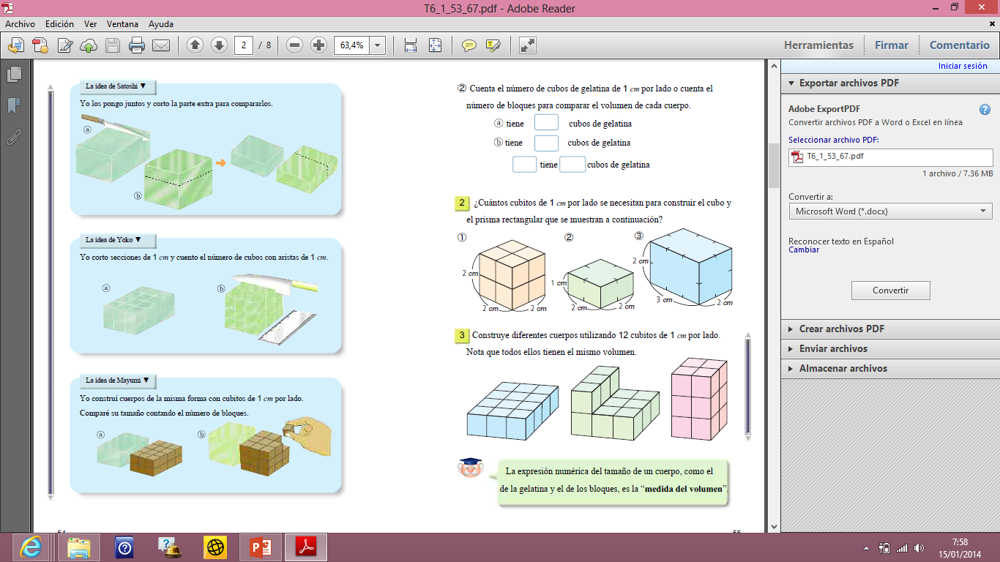 T6_1_53_67.pdf - Adobe Reader
Archivo Edición Ver Ventana Ayuda
2 / 8 63,4% Herramientas Firmar Comentario
La idea de Satoshi ▼
Yo los pongo juntos y corto la parte extra para compararlos.
ⓐ
ⓑ
La idea de Yoko ▼
Yo corto secciones de 1 cm y cuento el número de cubos con aristas de 1 cm.
ⓐ ⓑ
La idea de Mayumi ▼
Yo construí cuerpos de la misma forma con cubitos de 1 cm por lado.
Comparé su tamaño contando el número de bloques.
ⓐ ⓑ
54
② Cuenta el número de cubos de gelatina de 1 cm por lado o cuenta el
número de bloques para comparar el volumen de cada cuerpo.
ⓐ tiene cubos de gelatina
ⓑ tiene cubos de gelatina
tiene cubos de gelatina
2 ¿Cuántos cubitos de 1 cm por lado se necesitan para construir el cubo y
el prisma rectangular que se muestran a continuación?
① ② ③
2 cm 2 cm 2 cm
1 cm 2 cm 2 cm
2 cm 3 cm 2 cm
3 Construye diferentes cuerpos utilizando 12 cubitos de 1 cm por lado.
Nota que todos ellos tienen el mismo volumen.
La expresión numérica del tamaño de un cuerpo, como el
de la gelatina y el de los bloques, es la “medida del volumen”.
55
Iniciar sesión
Exportar archivos PDF
Adobe ExportPDF
Convertir archivos PDF a Word o Excel en línea
Seleccionar archivo PDF:
T6_1_53_67.pdf
1 archivo / 7.36 MB
Convertir a:
Microsoft Word (*.docx)
Reconocer texto en Español
Cambiar
Convertir
Crear archivos PDF
Enviar archivos
Almacenar archivos
7:58
15/01/2014